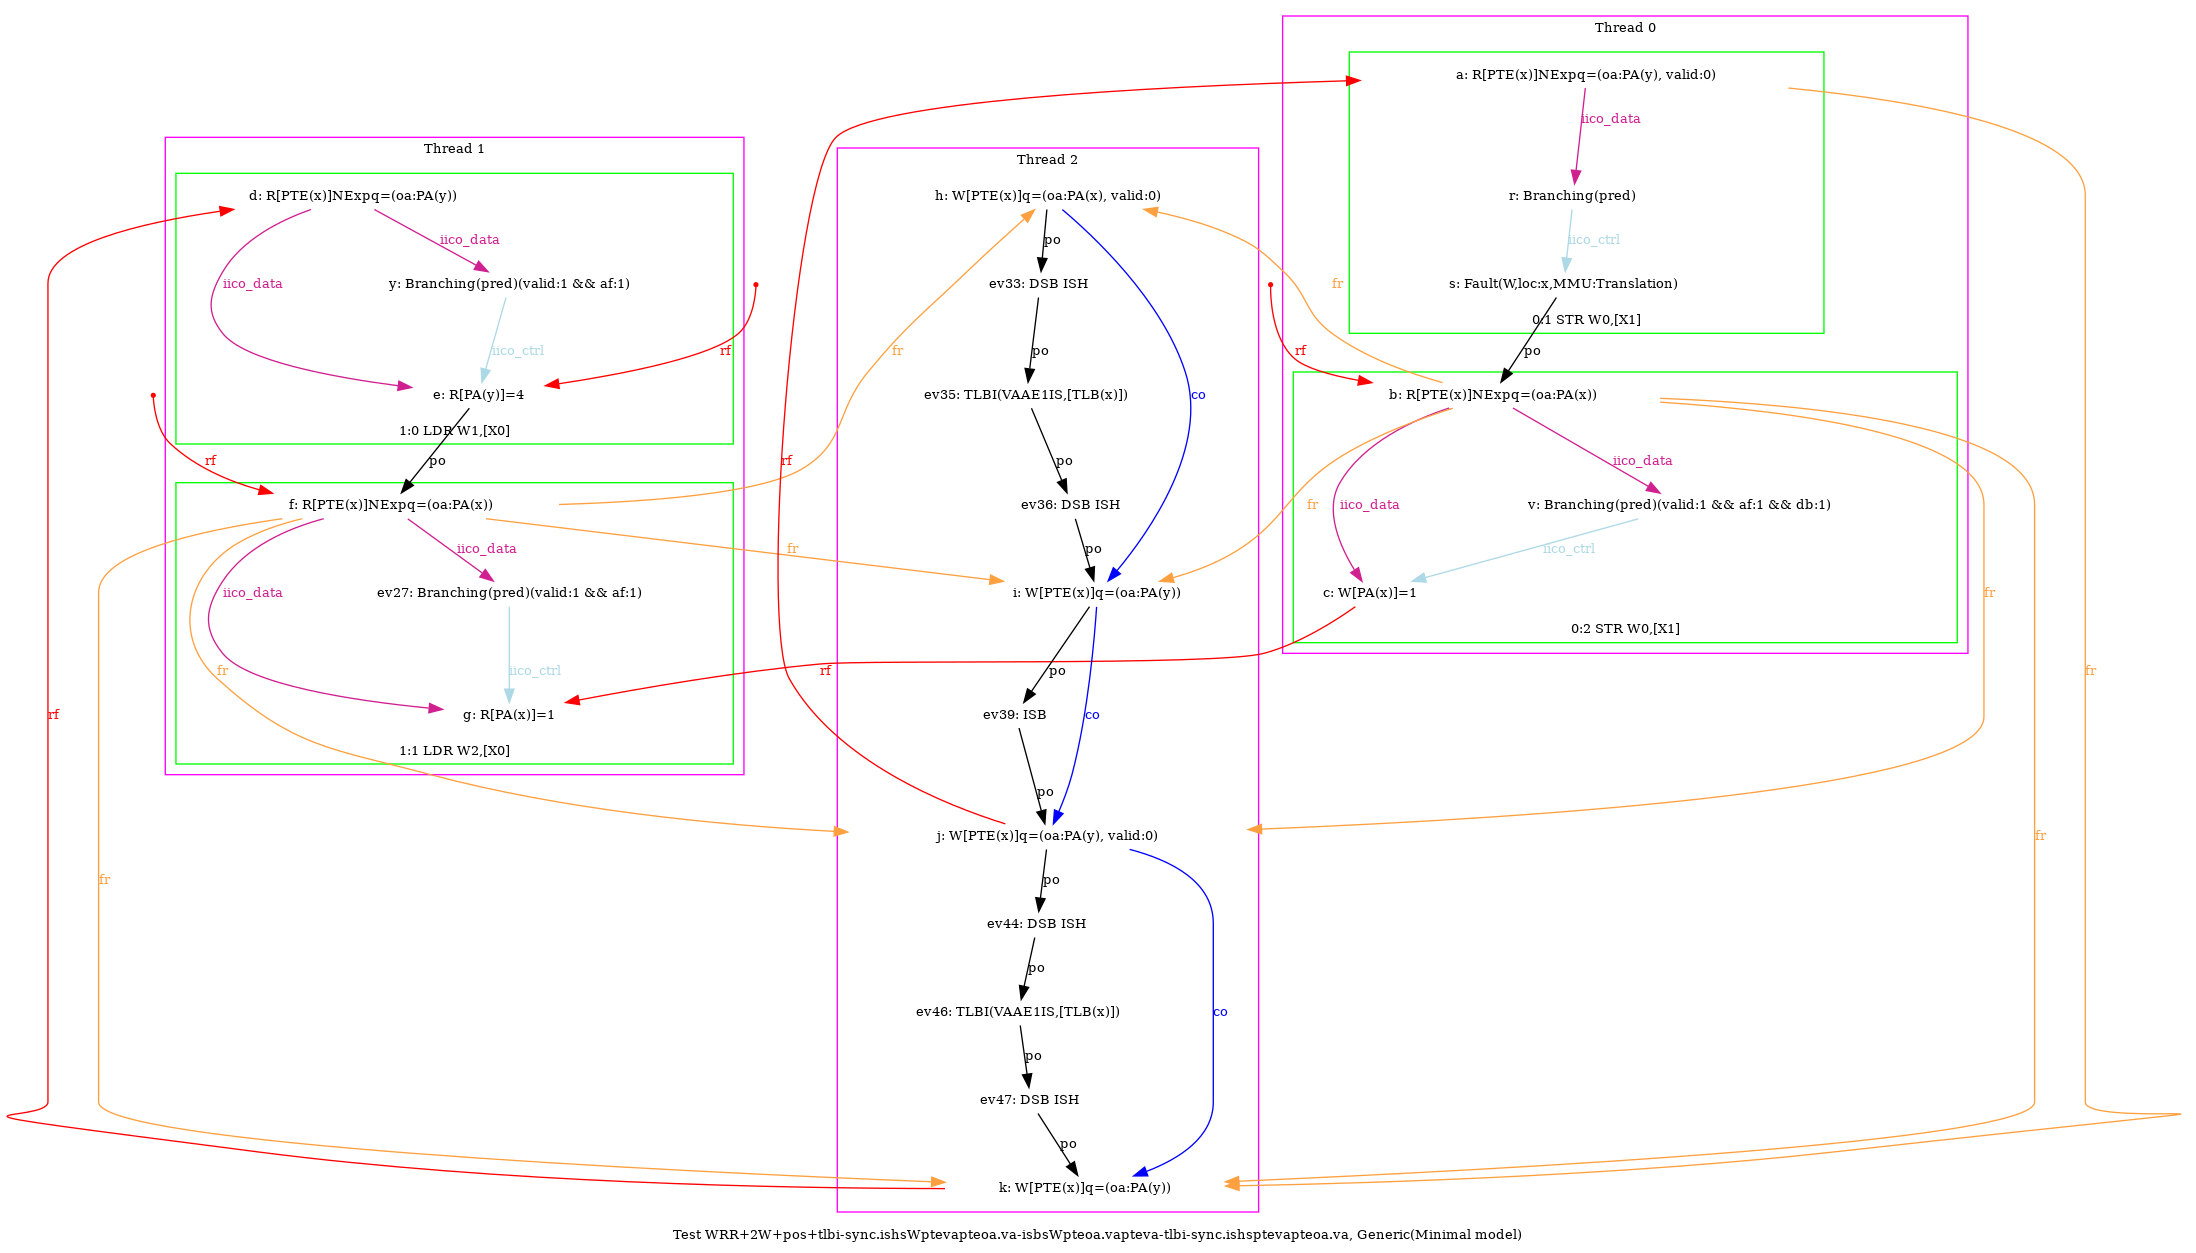 Thread 0
a: R[PTE(x)]NExpq=(oa:PA(y), valid:0)
iico_data
r: Branching(pred)
iico_ctrl
s: Fault(W,loc:x,MMU:Translation)
0:1 STR W0,[X1]
po
b: R[PTE(x)]NExpq=(oa:PA(x))
iico_data
iico_data
v: Branching(pred)(valid:1 && af:1 && db:1)
iico_ctrl
c: W[PA(x)]=1
0:2 STR W0,[X1]
Thread 1
d: R[PTE(x)]NExpq=(oa:PA(y))
iico_data
iico_data
y: Branching(pred)(valid:1 && af:1)
iico_ctrl
e: R[PA(y)]=4
1:0 LDR W1,[X0]
po
f: R[PTE(x)]NExpq=(oa:PA(x))
iico_data
iico_data
ev27: Branching(pred)(valid:1 && af:1)
iico_ctrl
g: R[PA(x)]=1
1:1 LDR W2,[X0]
Thread 2
h: W[PTE(x)]q=(oa:PA(x), valid:0)
po
ev33: DSB ISH
po
ev35: TLBI(VAAE1IS,[TLB(x)])
po
ev36: DSB ISH
po
co
i: W[PTE(x)]q=(oa:PA(y))
po
ev39: ISB
co
po
j: W[PTE(x)]q=(oa:PA(y), valid:0)
po
ev44: DSB ISH
po
ev46: TLBI(VAAE1IS,[TLB(x)])
co
po
ev47: DSB ISH
po
k: W[PTE(x)]q=(oa:PA(y))
fr
rf
rf
fr
rf
rf
fr
fr
fr
rf
fr
fr
rf
fr
fr
fr
Test WRR+2W+pos+tlbi-sync.ishsWptevapteoa.va-isbsWpteoa.vapteva-tlbi-sync.ishsptevapteoa.va, Generic(Minimal model)